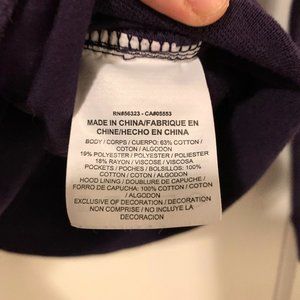 RN#56323 - CA#05553
MADE IN CHINA/FABRIQUE EN
CHINE/HECHO EN CHINA
BODY / CORPS / CUERPO: 63% COTTON /
COTON / ALGODON
19% POLYESTER / POLYESTER / POLIESTER
18% RAYON / VISCOSE / VISCOSA
POCKETS / POCHES / BOLSILLOS: 100%
COTTON / COTON / ALGODON
HOOD LINING / DOUBLURE DE CAPUCHE /
FORRO DE CAPUCHA: 100% COTTON / COTON
/ ALGODON
EXCLUSIVE OF DECORATION / DECORATION
NON COMPRISE / NO INCLUYE LA
DECORACION